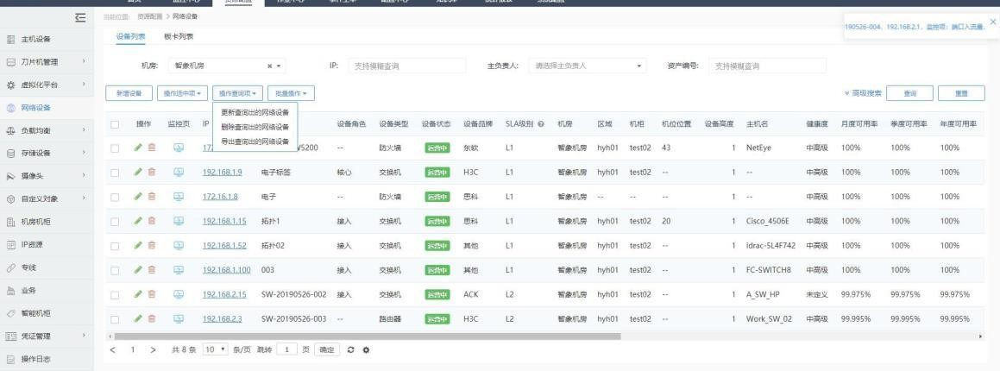 当前位置: 资源配置 > 网络设备
190526-004、192.168.2.1、监控项: 端口入流量.
主机设备
刀片机管理
虚拟化平台
网络设备
负载均衡
存储设备
摄像头
自定义对象
机房机柜
IP资源
专线
业务
智能机柜
凭证管理
操作日志
设备列表 板卡列表
机房: 智象机房 IP: 支持模糊查询 主负责人: 请选择主负责人 资产编号: 支持模糊查询
新增设备 操作选中项 操作查询项 批量操作 高级搜索 查询 重置
更新查询出的网络设备
删除查询出的网络设备
导出查询出的网络设备
操作 监控页 IP 设备角色 设备类型 设备状态 设备品牌 SLA级别 机房 区域 机柜 机位位置 设备高度 主机名 健康度 月度可用率 季度可用率 年度可用率
5200 -- 防火墙 运营中 东软 L1 智象机房 hyh01 test02 43 1 NetEye 中高级 100% 100% 100%
192.168.1.9 电子标签 核心 交换机 运营中 H3C L1 智象机房 hyh01 test02 -- 1 -- 中高级 100% 100% 100%
172.16.1.8 电子 -- 防火墙 运营中 思科 L1 智象机房 -- -- -- 1 -- 中高级 100% 100% 100%
192.168.1.15 拓扑1 接入 交换机 运营中 思科 L1 智象机房 hyh01 test02 20 1 Cisco_4506E 中高级 100% 100% 100%
192.168.1.52 拓扑02 接入 交换机 运营中 其他 L1 智象机房 hyh01 test02 -- 1 idrac-5L4F742 中高级 100% 100% 100%
192.168.1.100 003 接入 交换机 运营中 其他 L1 智象机房 hyh01 test02 -- 1 FC-SWITCH8 中高级 100% 100% 100%
192.168.2.15 SW-20190526-002 接入 交换机 运营中 ACK L2 智象机房 hyh01 test02 -- 1 A_SW_HP 未定义 99.975% 99.975% 99.975%
192.168.2.3 SW-20190526-003 -- 路由器 运营中 H3C L2 智象机房 hyh01 test02 -- 1 Work_SW_02 中高级 99.995% 99.975% 99.975%
< 1 > 共 8 条 10 条/页 跳转 1 页 确定